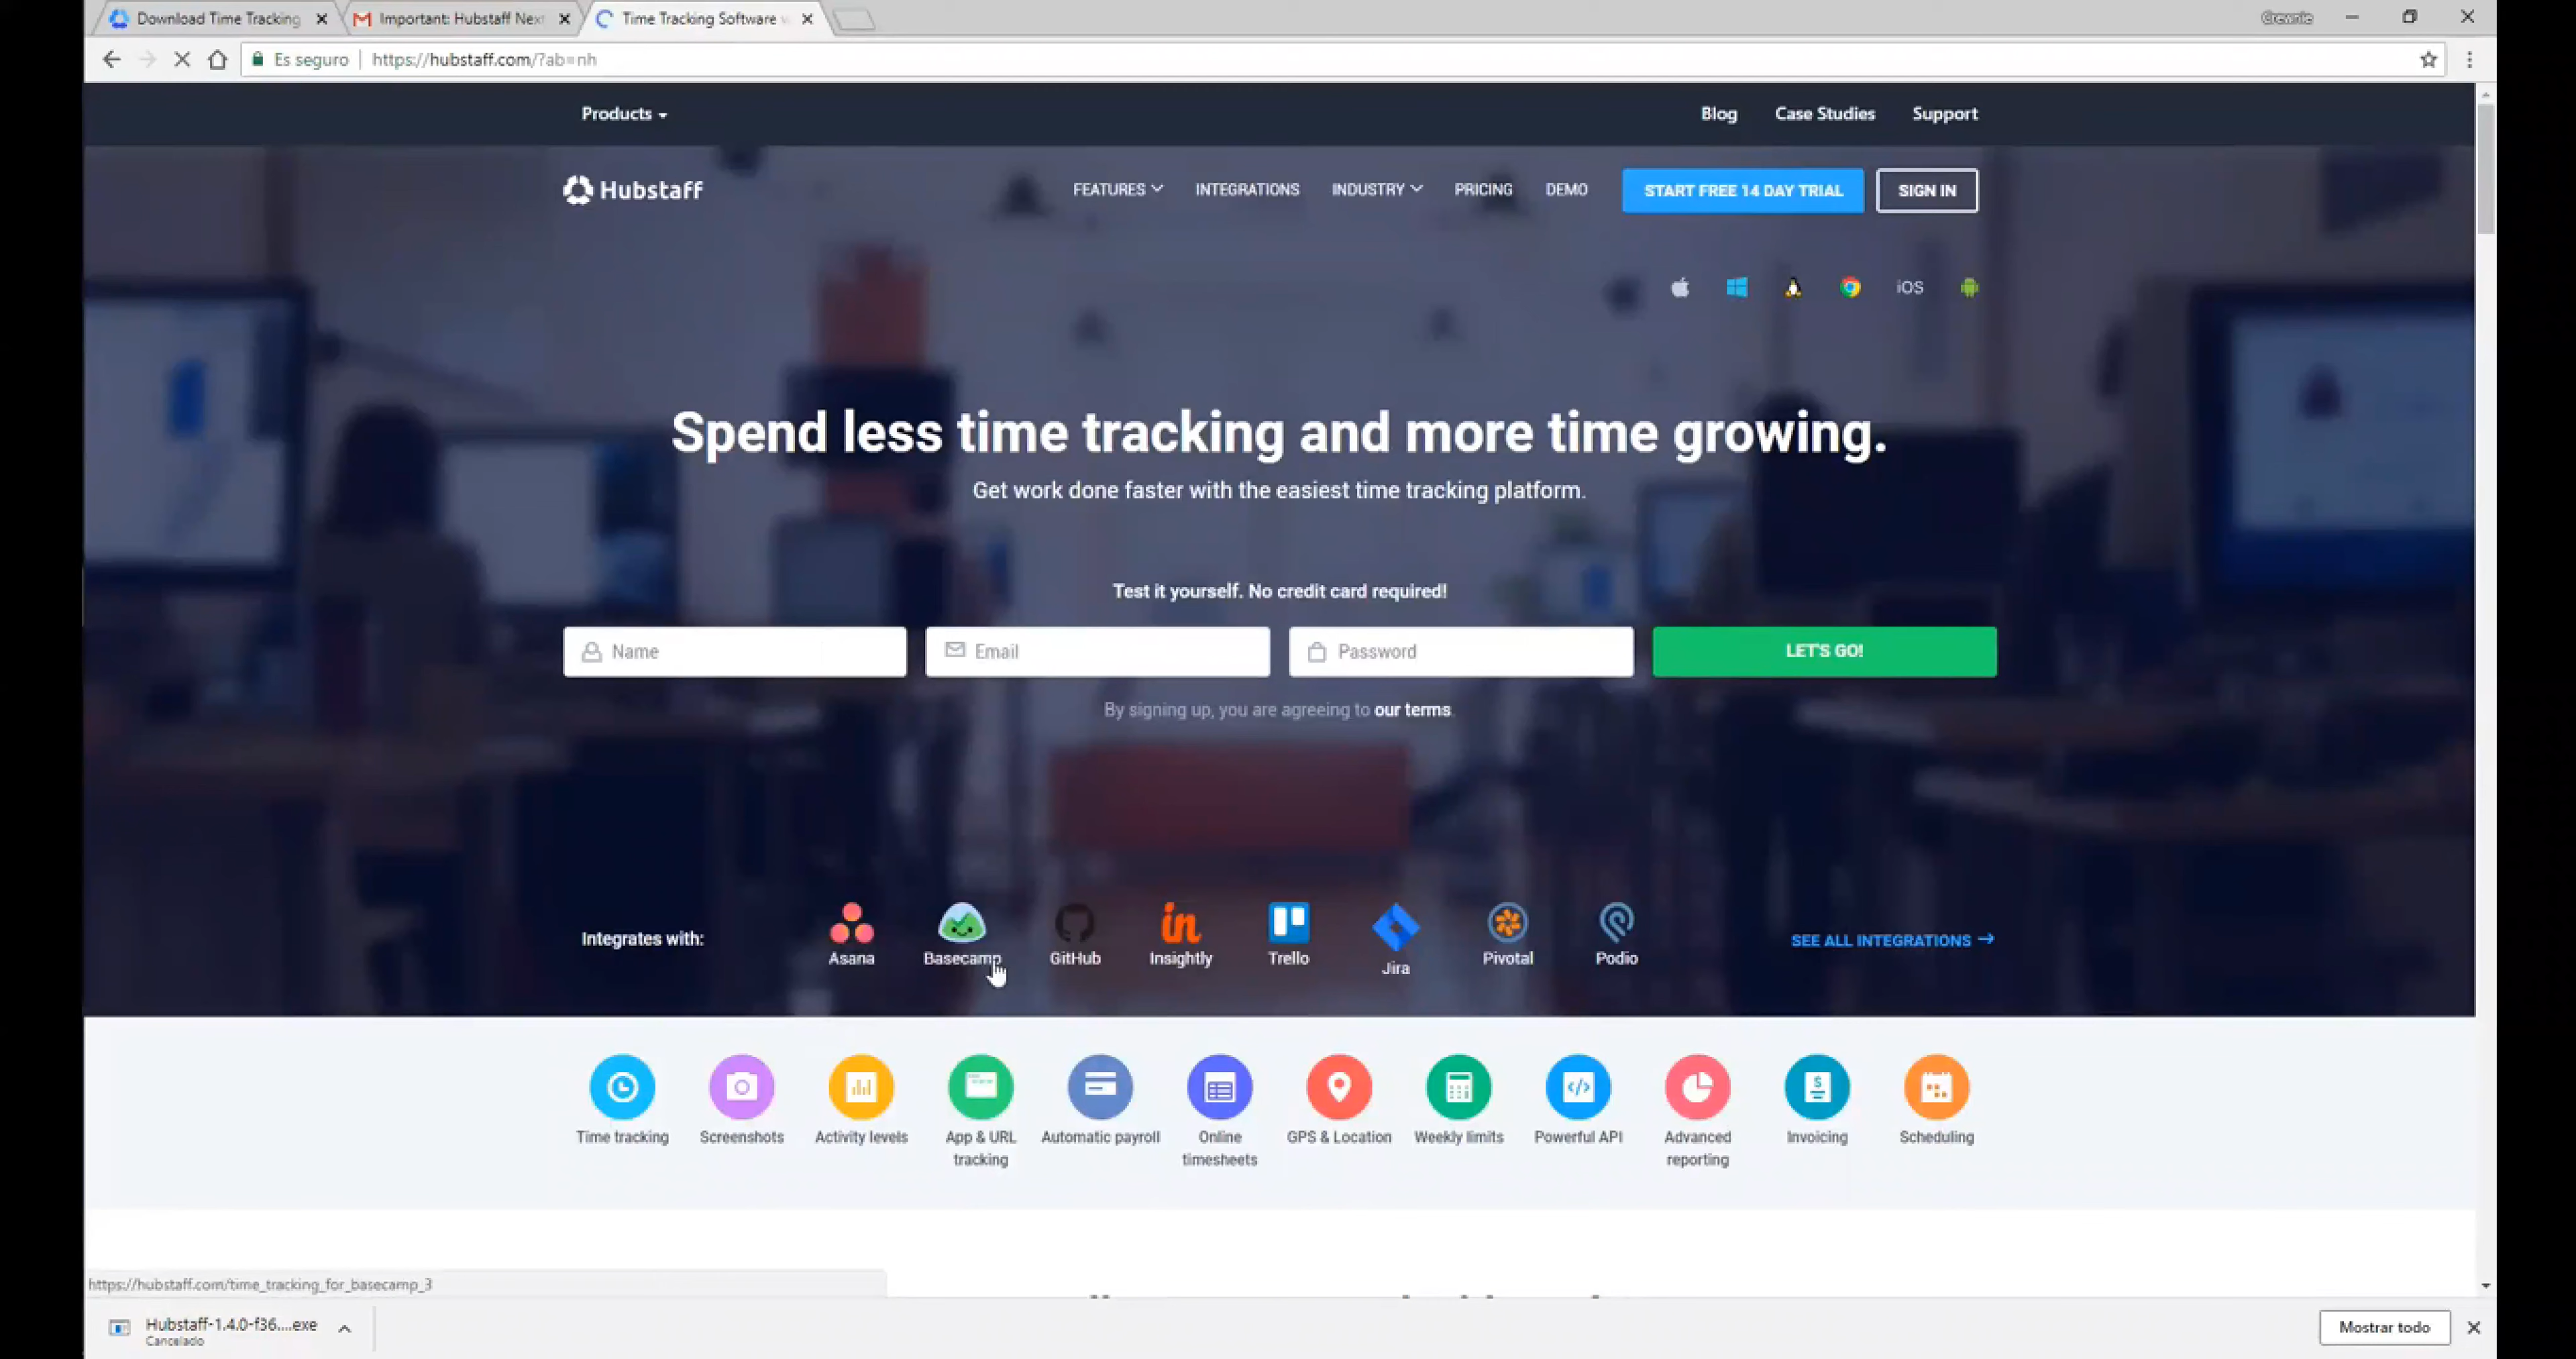 Download Time Tracking
Important: Hubstaff Next
Time Tracking Software
Crewnie
Es seguro
https://hubstaff.com/?ab=nh
Products
Blog
Case Studies
Support
Hubstaff
FEATURES
INTEGRATIONS
INDUSTRY
PRICING
DEMO
START FREE 14 DAY TRIAL
SIGN IN
iOS
Spend less time tracking and more time growing.
Get work done faster with the easiest time tracking platform.
Test it yourself. No credit card required!
Name
Email
Password
LET'S GO!
By signing up, you are agreeing to our terms
Integrates with:
Asana
Basecamp
GitHub
in
Insightly
Trello
Jira
Pivotal
Podio
SEE ALL INTEGRATIONS →
Time tracking
Screenshots
Activity levels
App & URL
tracking
Automatic payroll
Online
timesheets
GPS & Location
Weekly limits
Powerful API
Advanced
reporting
Invoicing
Scheduling
https://hubstaff.com/time_tracking_for_basecamp_3
Hubstaff-1.4.0-f36....exe
Cancelado
Mostrar todo